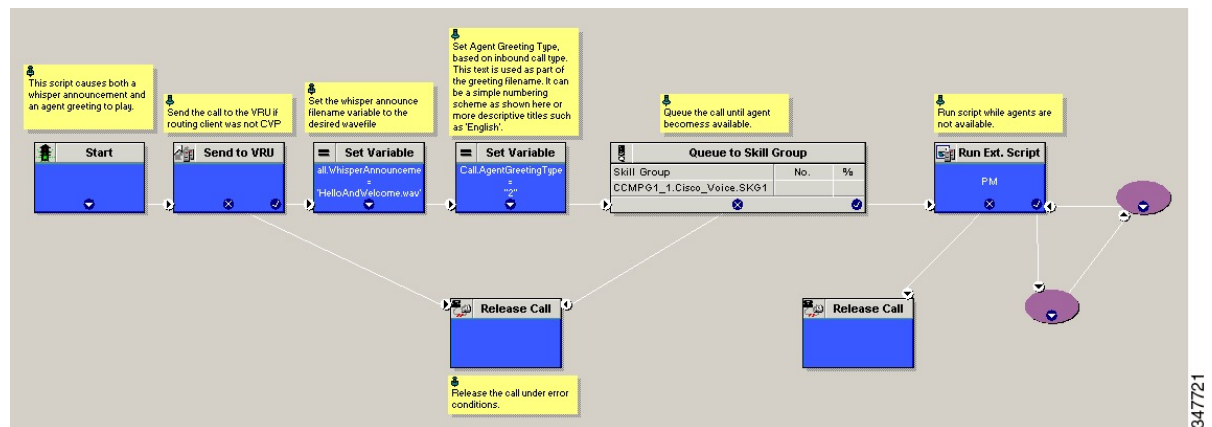 This script causes both a
whisper announcement and
an agent greeting to play.
Send the call to the VRU if
routing client was not CVP
Set the whisper announce
filename variable to the
desired wavefile
Set Agent Greeting Type,
based on inbound call type.
This text is used as part of
the greeting filename. It can
be a simple numbering
scheme as shown here or
more descriptive titles such
as 'English'.
Queue the call until agent
becomess available.
Run script while agents are
not available.
Start
Send to VRU
= Set Variable
all.WhisperAnnounceme
=
'HelloAndWelcome.wav'
= Set Variable
Call.AgentGreetingType
=
"2"
Queue to Skill Group
Skill Group No. %
CCMPG1_1.Cisco_Voice.SKG1
Run Ext. Script
PM
Release Call
Release Call
Release the call under error
conditions.
347721